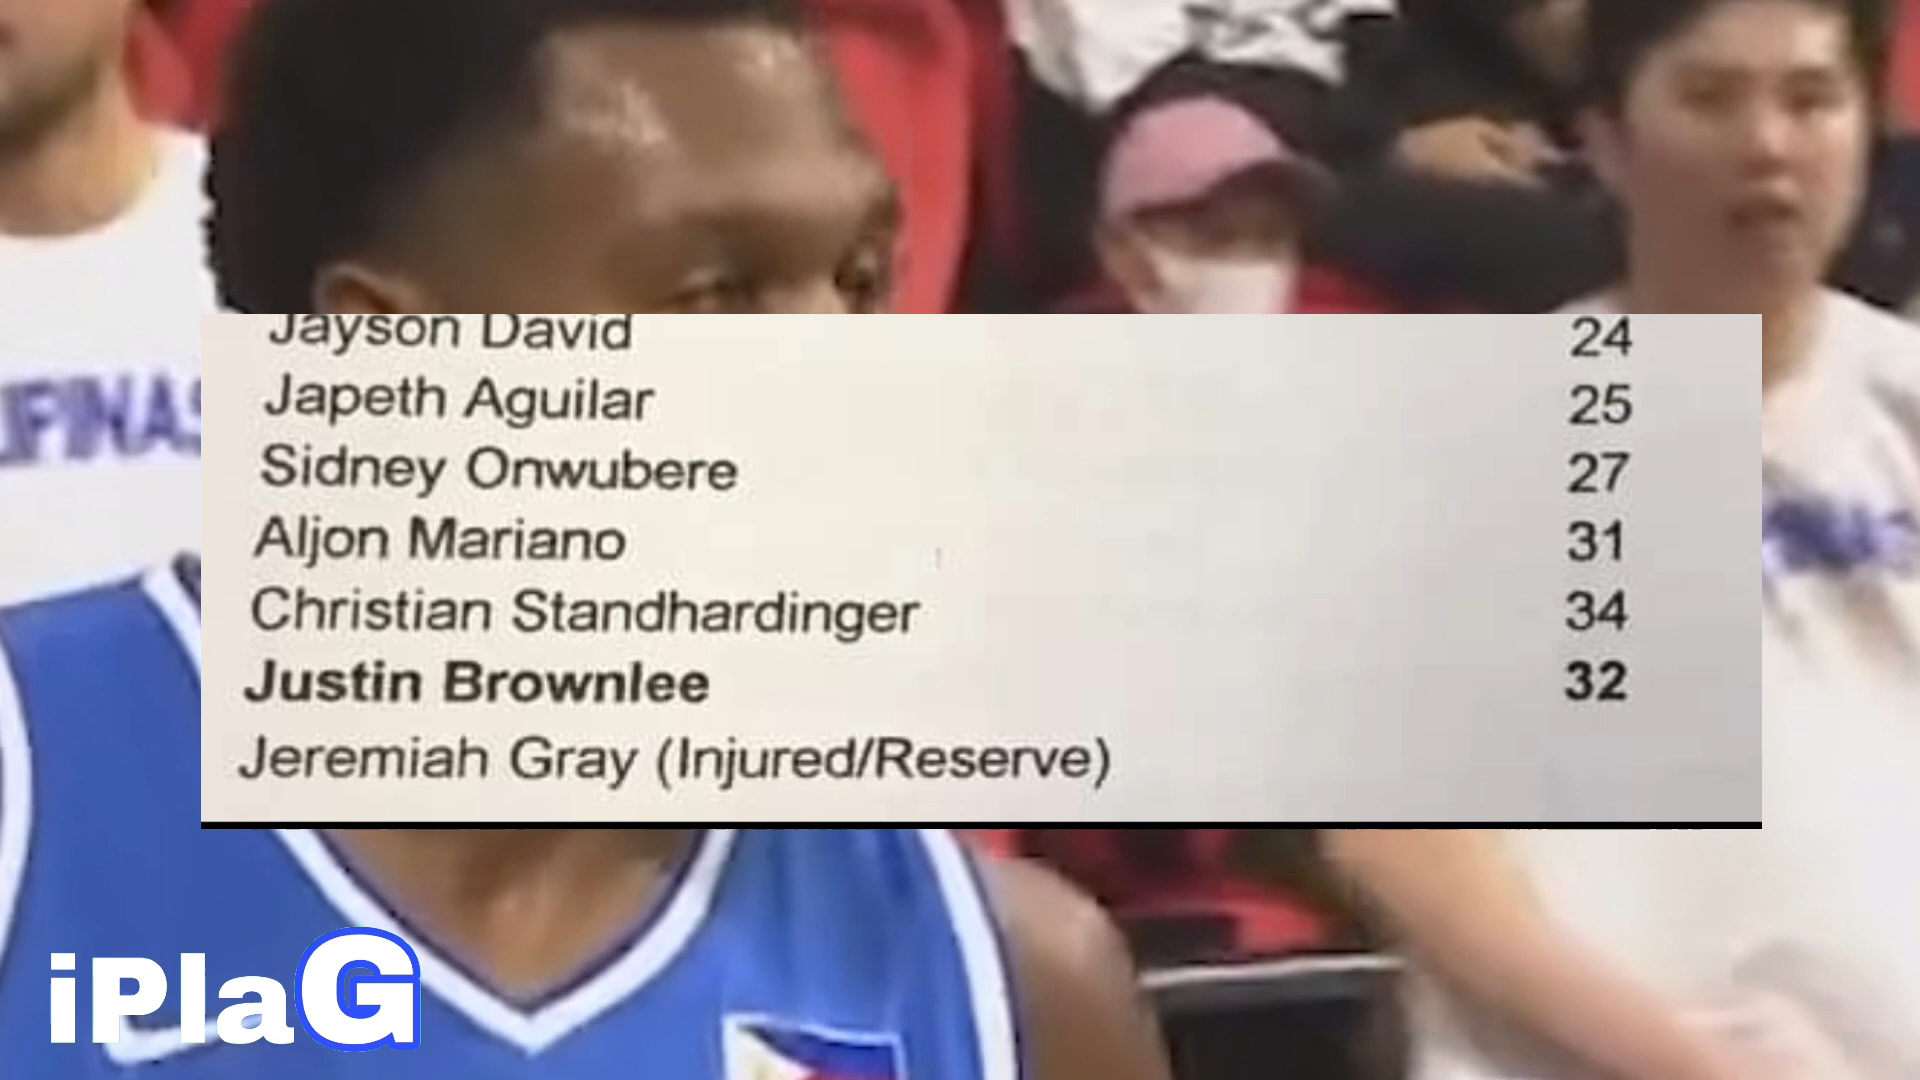 Jayson David 24
Japeth Aguilar 25
Sidney Onwubere 27
Aljon Mariano 31
Christian Standhardinger 34
Justin Brownlee 32
Jeremiah Gray (Injured/Reserve)
iPlaG